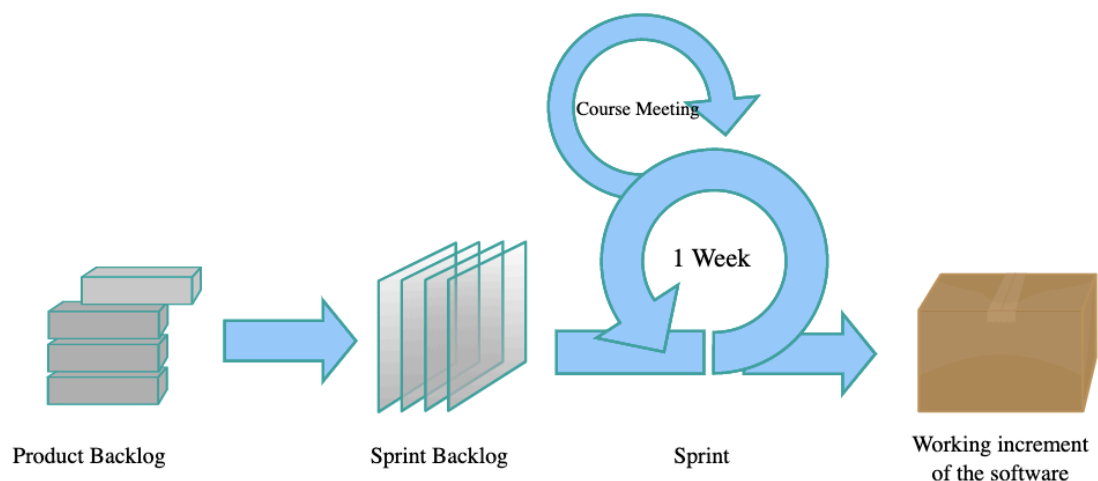 Course Meeting
1 Week
Product Backlog
Sprint Backlog
Sprint
Working increment
of the software